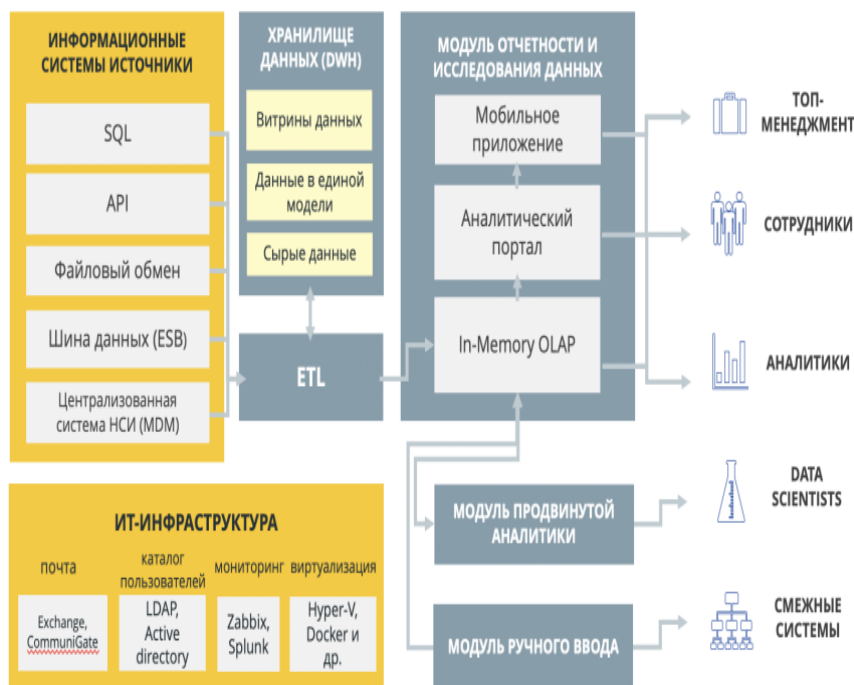 ИНФОРМАЦИОННЫЕ
СИСТЕМЫ ИСТОЧНИКИ
SQL
API
Файловый обмен
Шина данных (ESB)
Централизованная
система НСИ (MDM)
ХРАНИЛИЩЕ
ДАННЫХ (DWH)
Витрины данных
Данные в единой
модели
Сырые данные
ETL
МОДУЛЬ ОТЧЕТНОСТИ И
ИССЛЕДОВАНИЯ ДАННЫХ
Мобильное
приложение
Аналитический
портал
In-Memory OLAP
ТОП-
МЕНЕДЖМЕНТ
СОТРУДНИКИ
АНАЛИТИКИ
DATA
SCIENTISTS
СМЕЖНЫЕ
СИСТЕМЫ
МОДУЛЬ ПРОДВИНУТОЙ
АНАЛИТИКИ
МОДУЛЬ РУЧНОГО ВВОДА
ИТ-ИНФРАСТРУКТУРА
почта
Exchange,
CommuniGate
каталог
пользователей
LDAP,
Active
directory
мониторинг
Zabbix,
Splunk
виртуализация
Hyper-V,
Docker и
др.